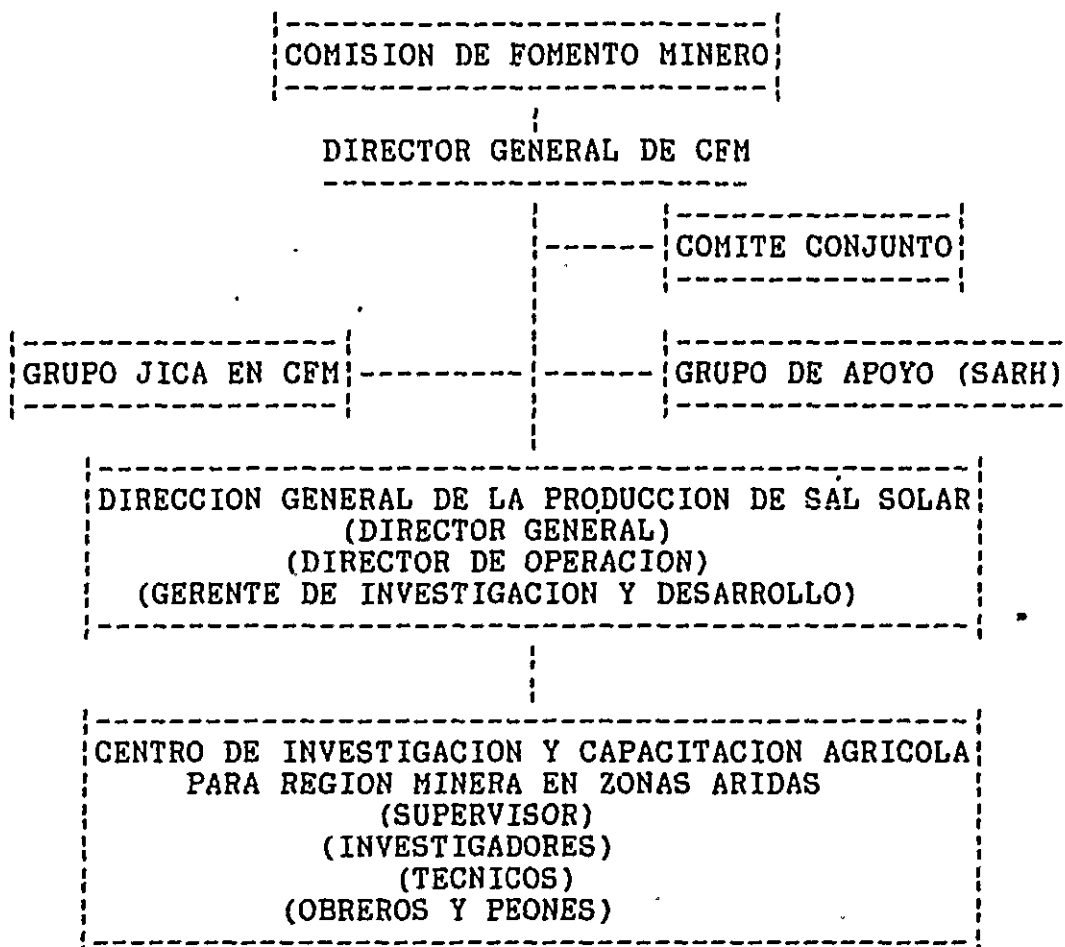 COMISION DE FOMENTO MINERO
DIRECTOR GENERAL DE CFM
COMITE CONJUNTO
GRUPO JICA EN CFM
GRUPO DE APOYO (SARH)
DIRECCION GENERAL DE LA PRODUCCION DE SAL SOLAR
(DIRECTOR GENERAL)
(DIRECTOR DE OPERACION)
(GERENTE DE INVESTIGACION Y DESARROLLO)
CENTRO DE INVESTIGACION Y CAPACITACION AGRICOLA
PARA REGION MINERA EN ZONAS ARIDAS
(SUPERVISOR)
(INVESTIGADORES)
(TECNICOS)
(OBREROS Y PEONES)